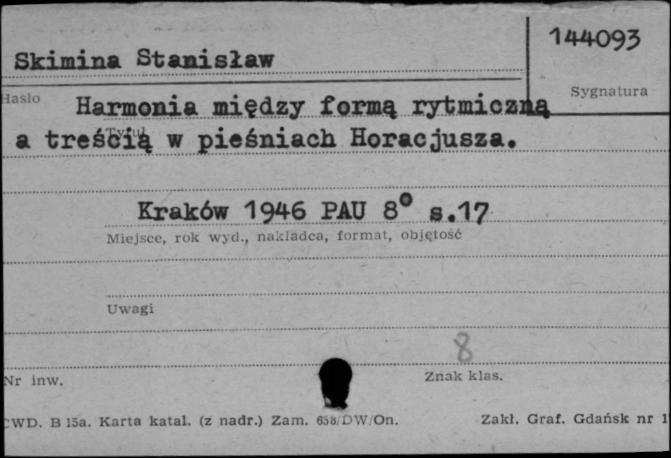 144093
Skimina Stanisław
Sygnatura
Hasło
Harmonia między formą rytmiczną
Tytuł
a treścią w pieśniach Horacjusza.
Kraków 1946 PAU 8° s.17
Miejsce, rok wyd., nakładca, format, objętość
Uwagi
8
Nr inw.
Znak klas.
CWD. B 15a. Karta katal. (z nadr.) Zam. 658/DW/On.
Zakł. Graf. Gdańsk nr 1